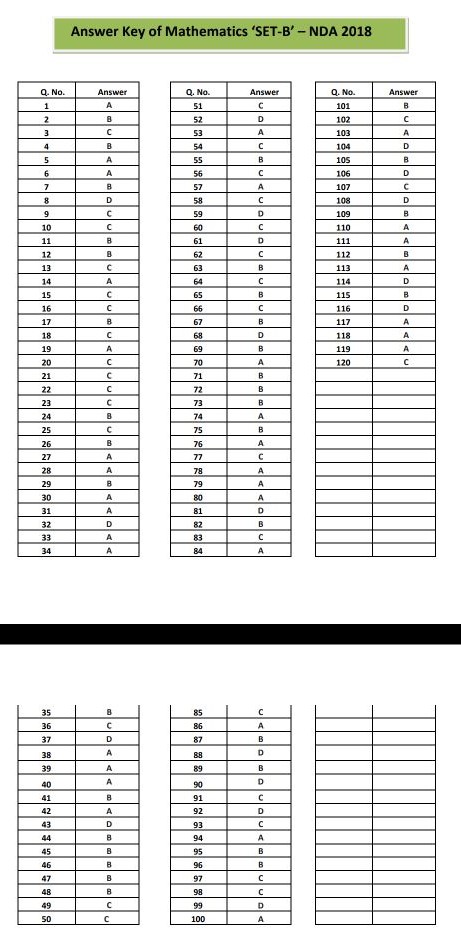 Answer Key of Mathematics ‘SET-B’ – NDA 2018
Q. No. Answer Q. No. Answer Q. No. Answer
1 A 51 C 101 B
2 B 52 D 102 C
3 C 53 A 103 A
4 B 54 C 104 D
5 A 55 B 105 B
6 A 56 C 106 D
7 B 57 A 107 C
8 D 58 C 108 D
9 C 59 D 109 B
10 C 60 C 110 A
11 B 61 D 111 A
12 B 62 C 112 B
13 C 63 B 113 A
14 A 64 C 114 D
15 C 65 B 115 B
16 C 66 C 116 D
17 B 67 B 117 A
18 C 68 D 118 A
19 A 69 B 119 A
20 C 70 A 120 C
21 C 71 B
22 C 72 B
23 C 73 B
24 B 74 A
25 C 75 B
26 B 76 A
27 A 77 C
28 A 78 A
29 B 79 A
30 A 80 A
31 A 81 D
32 D 82 B
33 A 83 C
34 A 84 A
35 B 85 C
36 C 86 A
37 D 87 B
38 A 88 D
39 A 89 B
40 A 90 D
41 B 91 C
42 A 92 D
43 D 93 C
44 B 94 A
45 B 95 B
46 B 96 B
47 B 97 C
48 B 98 C
49 C 99 D
50 C 100 A